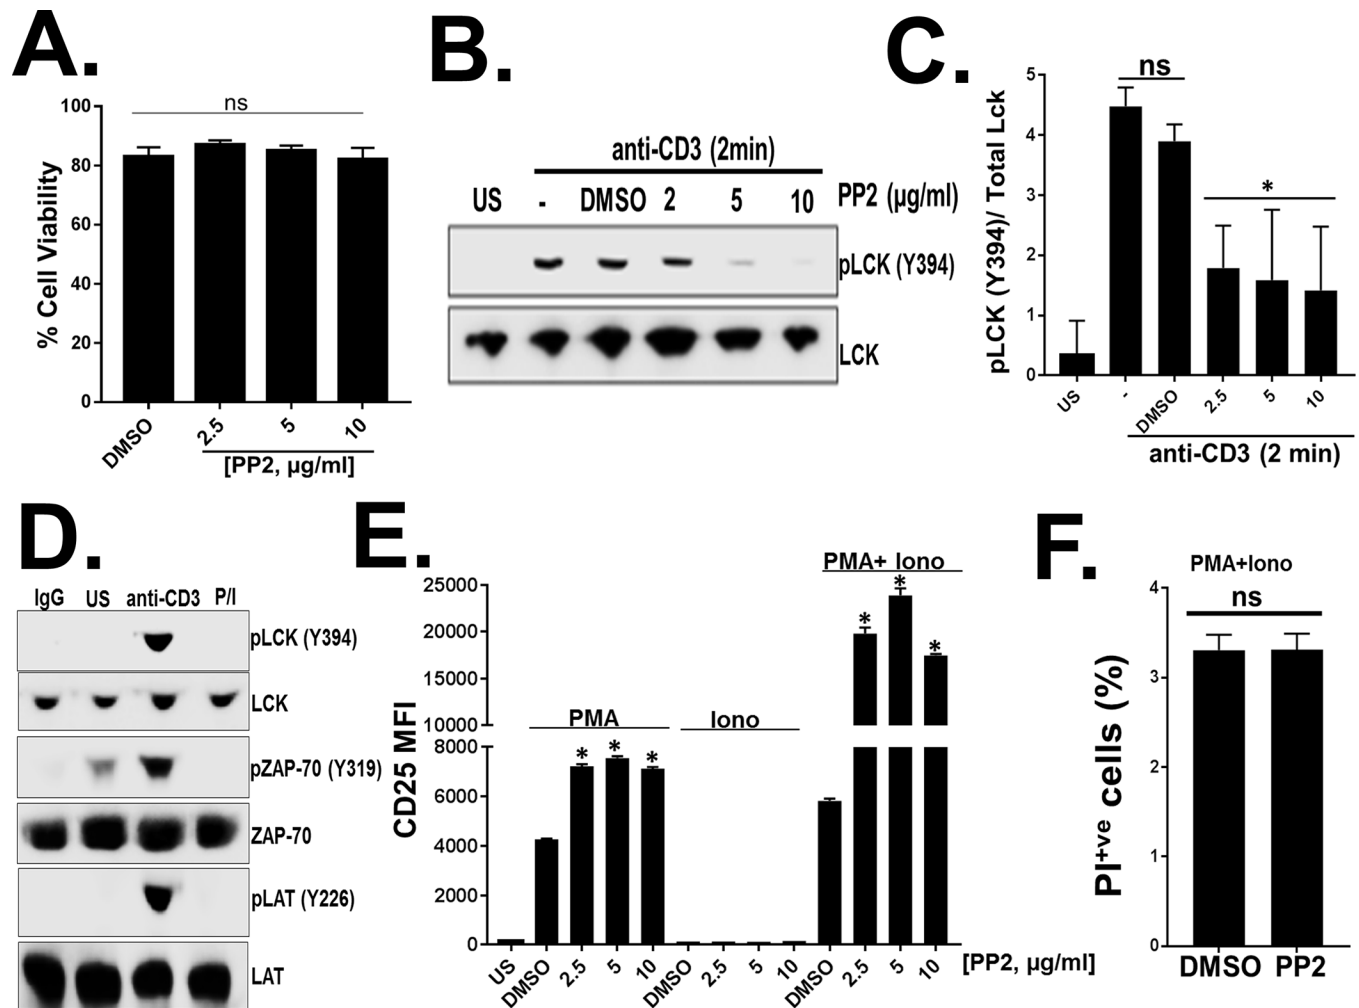 A.
ns
100
80
60
40
20
0
% Cell Viability
DMSO
2.5
5
10
[PP2, µg/ml]
B.
anti-CD3 (2min)
US - DMSO 2 5 10 PP2 (µg/ml)
pLCK (Y394)
LCK
C.
ns
*
5
4
3
2
1
0
pLCK (Y394)/ Total Lck
US
-
DMSO
2.5
5
10
anti-CD3 (2 min)
D.
IgG US anti-CD3 P/I
pLCK (Y394)
LCK
pZAP-70 (Y319)
ZAP-70
pLAT (Y226)
LAT
E.
PMA+ Iono
25000
20000
15000
10000
8000
6000
4000
2000
0
CD25 MFI
PMA
Iono
* * *
* * *
US
DMSO
2.5
5
10
DMSO
2.5
5
10
DMSO
2.5
5
10
[PP2, µg/ml]
F.
PMA+Iono
ns
4
3
2
1
0
PI+ve cells (%)
DMSO PP2